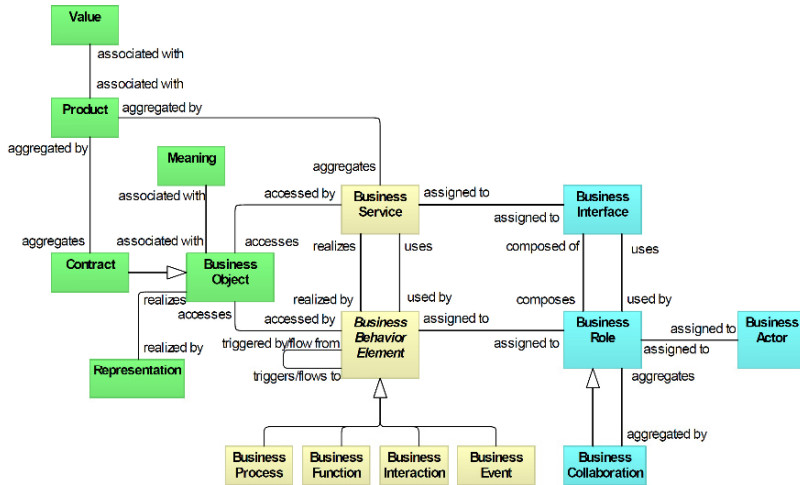 Value
associated with
associated with
Product
aggregated by
aggregated by
Meaning
aggregates
associated with
accessed by
Business
Service
assigned to
assigned to
Business
Interface
aggregates
associated with
accesses
realizes
uses
composed of
uses
Contract
Business
Object
realizes
accesses
realized by
used by
composes
used by
accessed by
Business
Behavior
Element
assigned to
assigned to
Business
Role
assigned to
assigned to
Business
Actor
triggered by/flow from
triggers/flows to
realized by
Representation
aggregates
aggregated by
Business
Process
Business
Function
Business
Interaction
Business
Event
Business
Collaboration